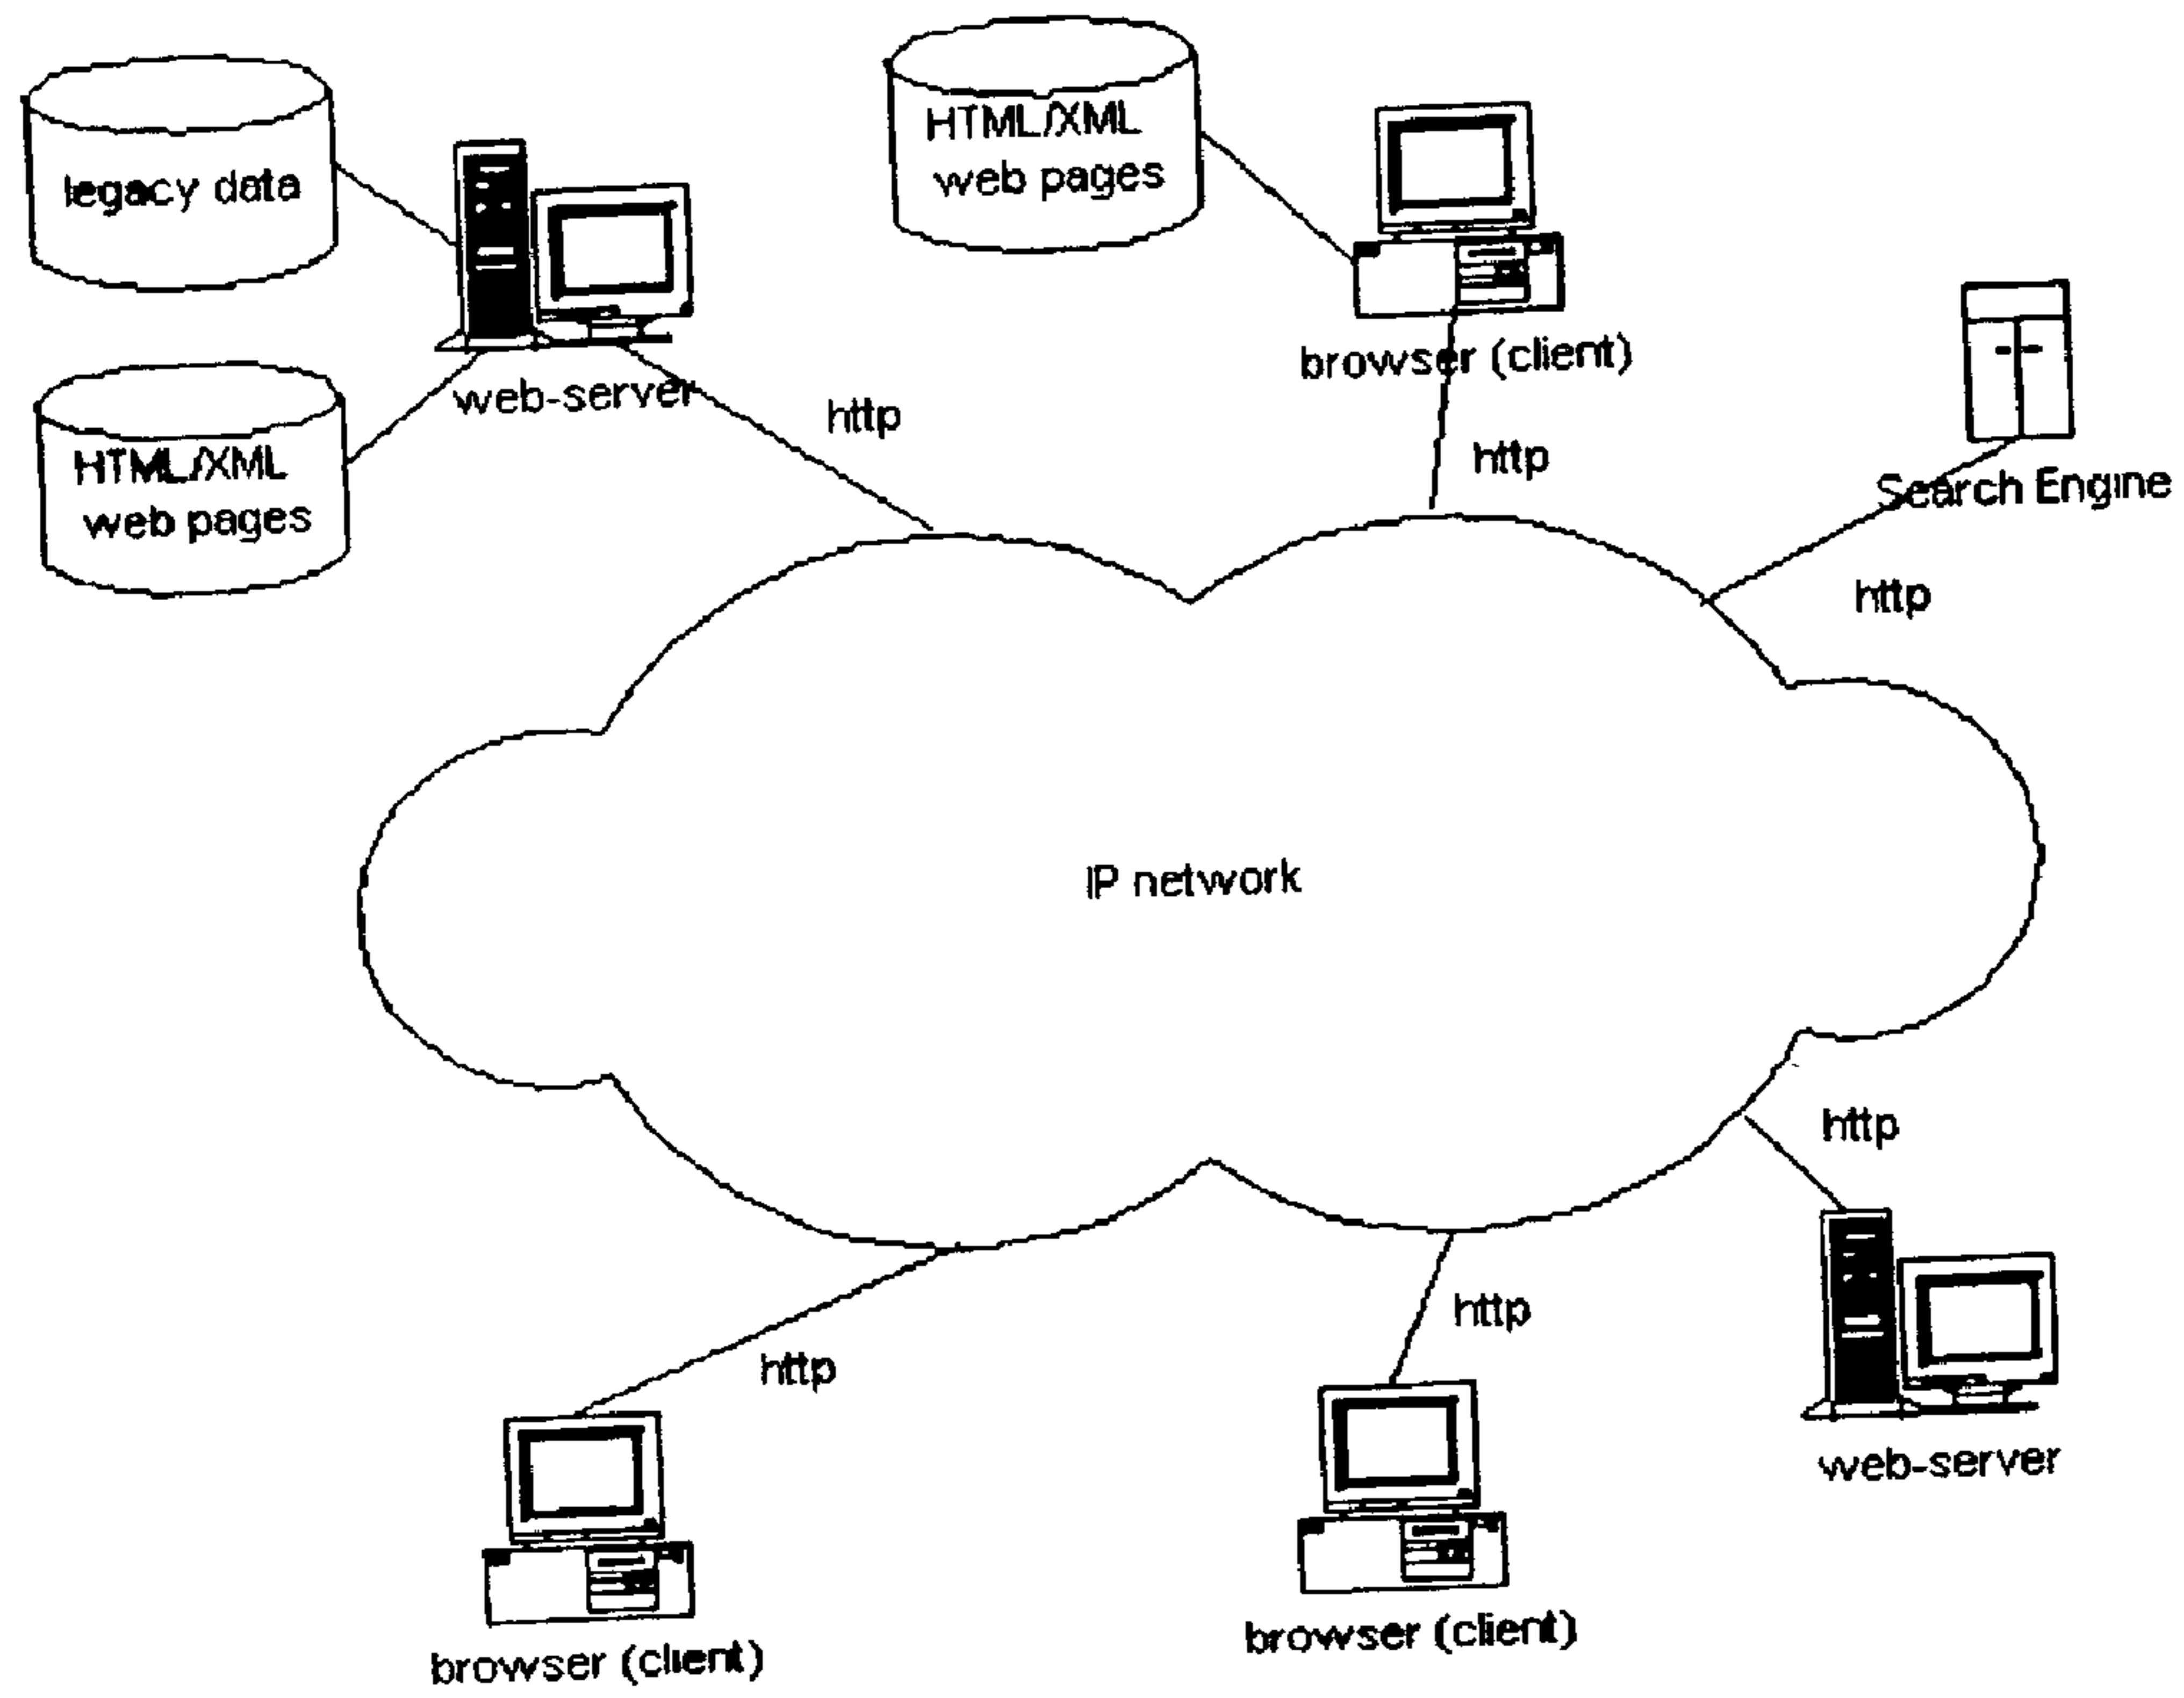 HTML/XML
web pages
legacy data
browser (client)
web-server
http
http
Search Engine
HTML/XML
web pages
http
IP network
http
http
http
web-server
browser (client)
browser (client)